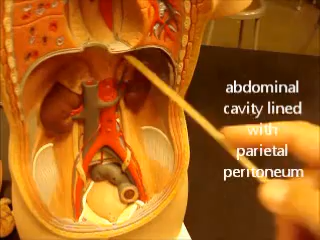 abdominal
cavity lined
with
parietal
peritoneum